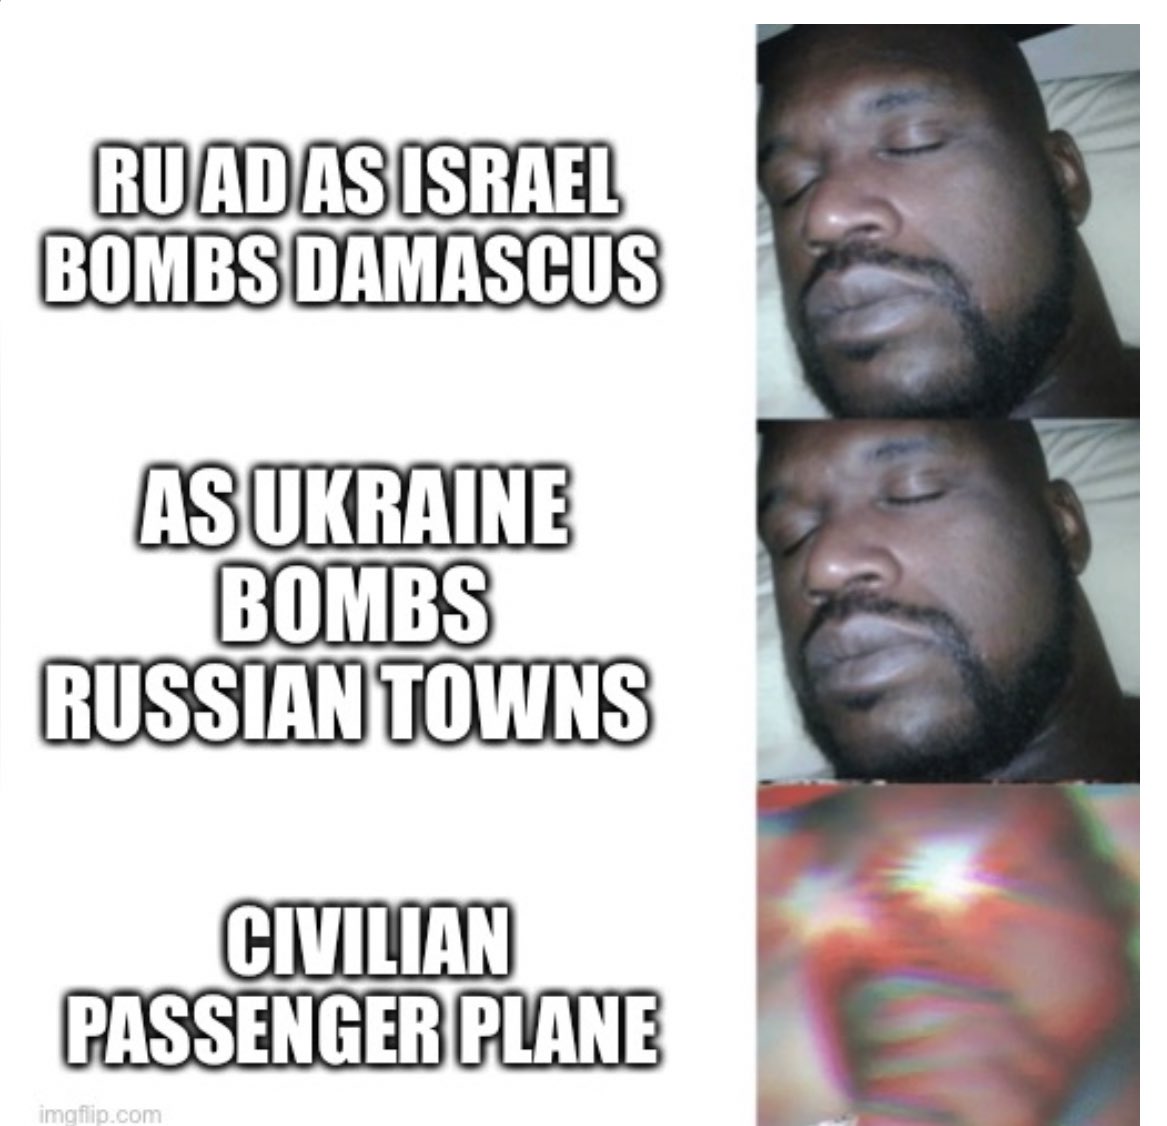 RU AD AS ISRAEL
BOMBS DAMASCUS
AS UKRAINE
BOMBS
RUSSIAN TOWNS
CIVILIAN
PASSENGER PLANE
imgflip.com